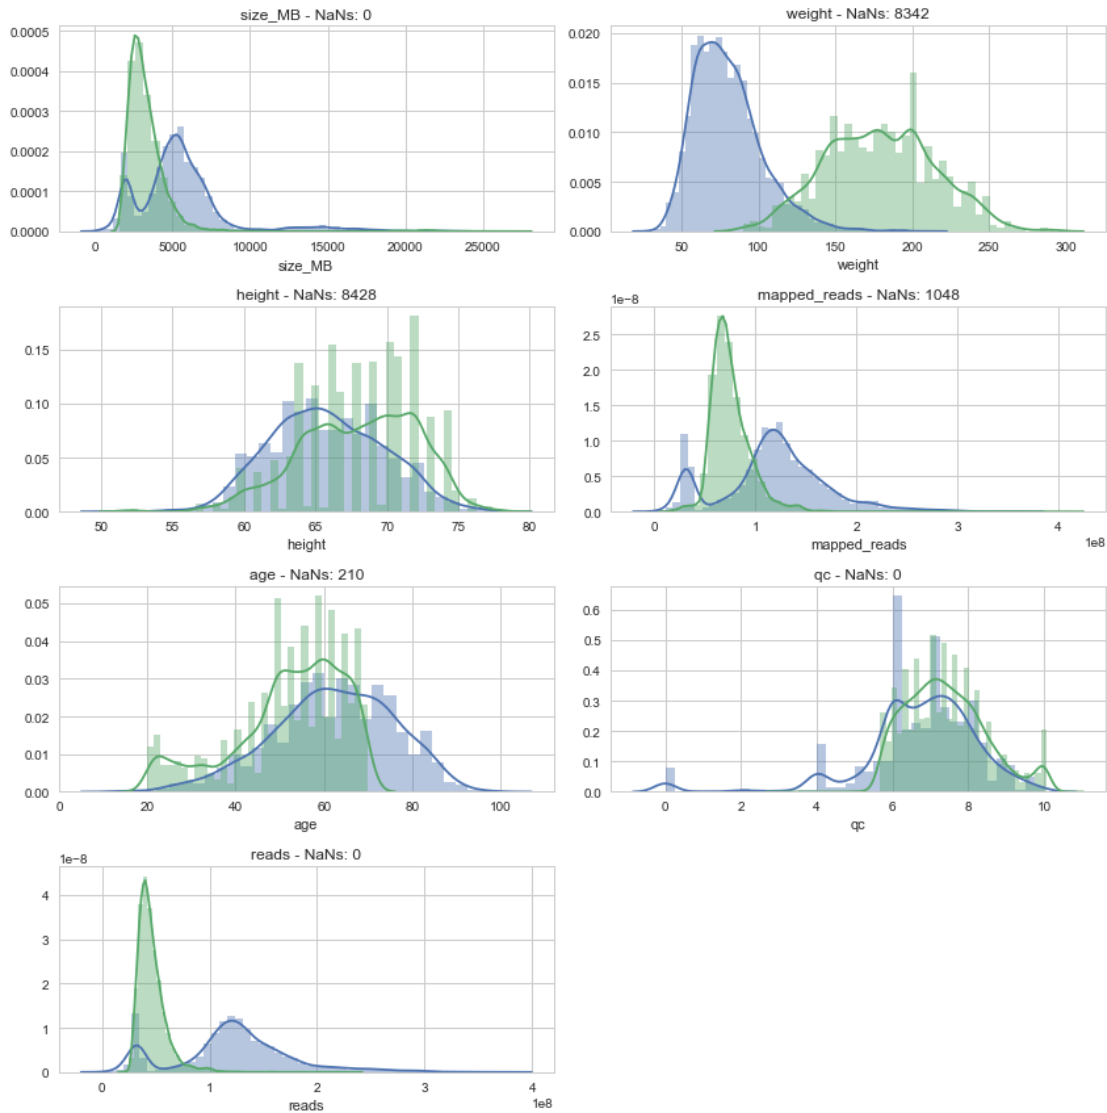 size_MB - NaNs: 0
0.0005
0.0004
0.0003
0.0002
0.0001
0.0000
0 5000 10000 15000 20000 25000
size_MB
weight - NaNs: 8342
0.020
0.015
0.010
0.005
0.000
50 100 150 200 250 300
weight
height - NaNs: 8428
0.15
0.10
0.05
0.00
50 55 60 65 70 75 80
height
mapped_reads - NaNs: 1048
1e−8
2.5
2.0
1.5
1.0
0.5
0.0
0 1 2 3 4
1e8
mapped_reads
age - NaNs: 210
0.05
0.04
0.03
0.02
0.01
0.00
0 20 40 60 80 100
age
qc - NaNs: 0
0.6
0.5
0.4
0.3
0.2
0.1
0.0
0 2 4 6 8 10
qc
reads - NaNs: 0
1e−8
4
3
2
1
0
0 1 2 3 4
1e8
reads